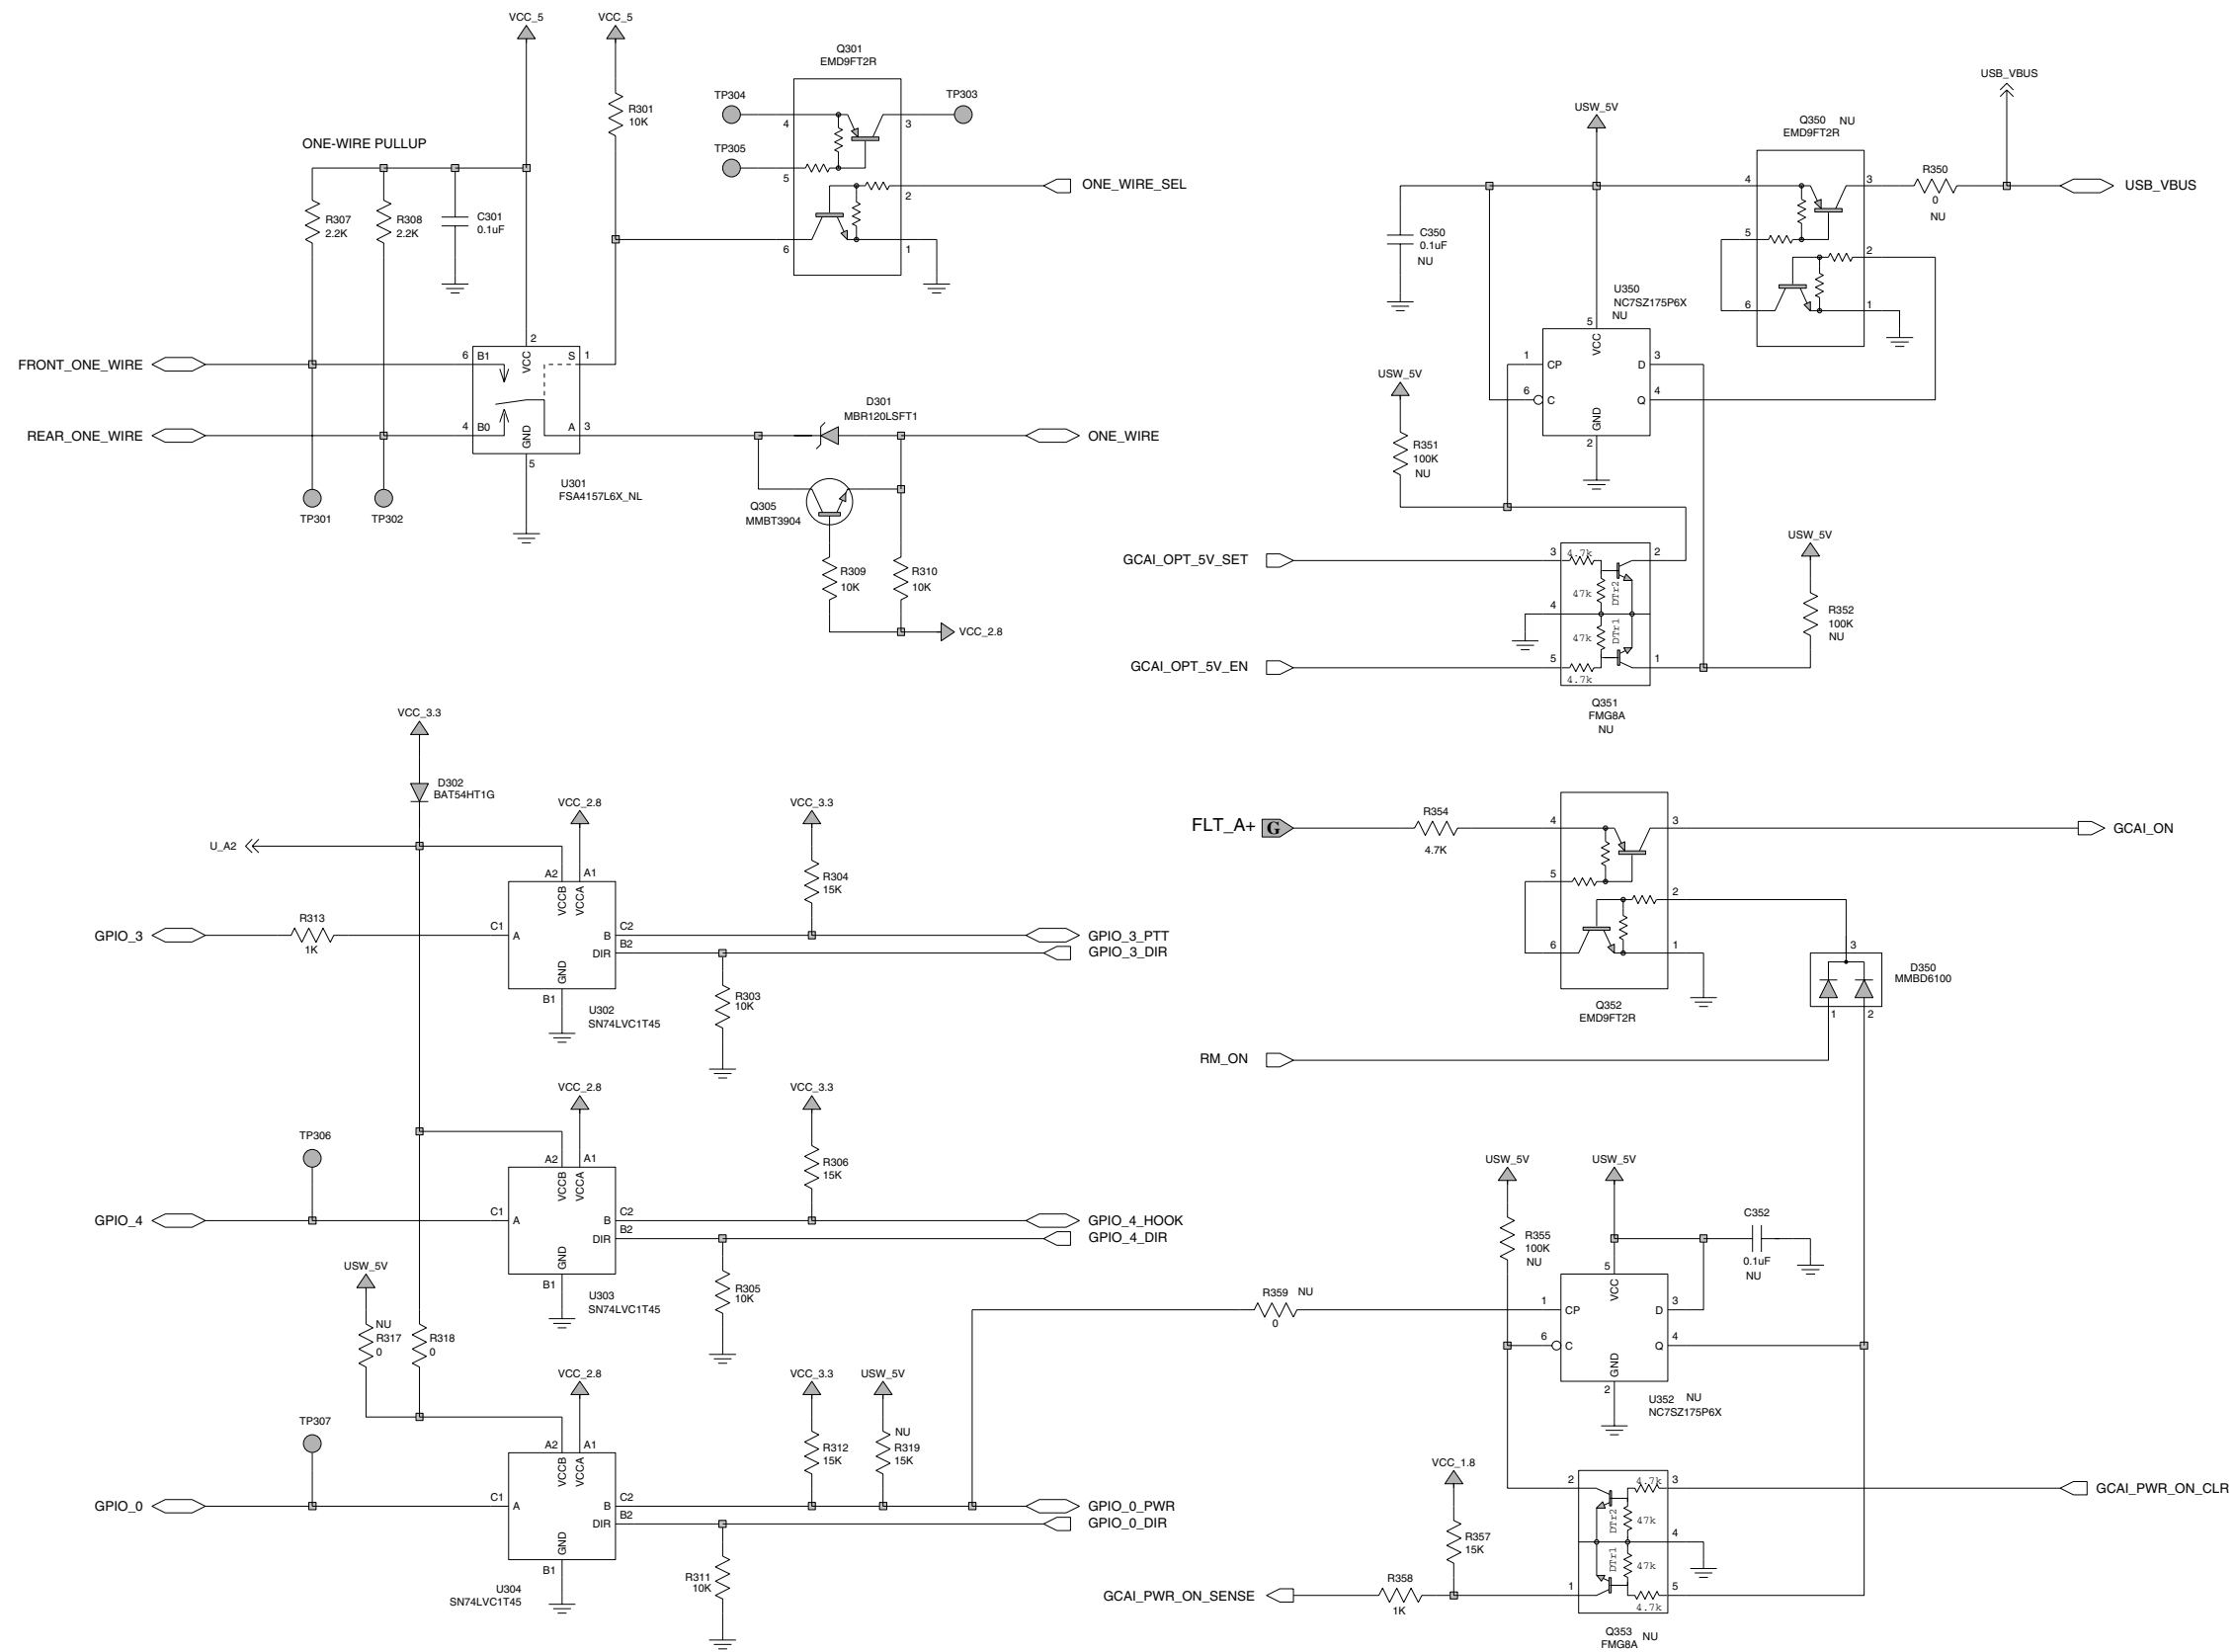 VCC_5
VCC_5
Q301
EMD9FT2R
TP304
TP303
4
3
R301
10K
ONE-WIRE PULLUP
TP305
5
2
ONE_WIRE_SEL
R307
2.2K
R308
2.2K
C301
0.1uF
6
1
2
FRONT_ONE_WIRE
6
B1
VCC
S
1
REAR_ONE_WIRE
4
B0
GND
A
3
5
U301
FSA4157L6X_NL
TP301
TP302
D301
MBR120LSFT1
ONE_WIRE
Q305
MMBT3904
R309
10K
R310
10K
VCC_2.8
USB_VBUS
USW_5V
Q350
NU
EMD9FT2R
4
3
R350
0
NU
USB_VBUS
C350
0.1uF
NU
5
2
6
1
U350
NC7SZ175P6X
NU
5
1
CP
VCC
D
3
6
C
GND
Q
4
2
USW_5V
R351
100K
NU
GCAI_OPT_5V_SET
3
4.7k
2
47k
DTr2
4
47k
DTr1
GCAI_OPT_5V_EN
5
4.7k
1
Q351
FMG8A
NU
USW_5V
R352
100K
NU
VCC_3.3
D302
BAT54HT1G
U_A2
VCC_2.8
VCC_3.3
A2
A1
R304
15K
VCCB
VCCA
GPIO_3
R313
1K
C1
A
B
C2
GPIO_3_PTT
DIR
B2
GPIO_3_DIR
GND
B1
R303
10K
U302
SN74LVC1T45
FLT_A+
G
R354
4.7K
4
3
GCAI_ON
5
2
6
1
3
D350
MMBD6100
Q352
EMD9FT2R
1
2
RM_ON
VCC_2.8
VCC_3.3
TP306
A2
A1
R306
15K
VCCB
VCCA
GPIO_4
C1
A
B
C2
GPIO_4_HOOK
DIR
B2
GPIO_4_DIR
GND
B1
R305
10K
U303
SN74LVC1T45
USW_5V
NU
R317
0
R318
0
USW_5V
USW_5V
R355
100K
NU
C352
0.1uF
NU
R359
NU
0
5
1
CP
VCC
D
3
6
C
GND
Q
4
2
U352
NU
NC7SZ175P6X
VCC_2.8
VCC_3.3
USW_5V
TP307
A2
A1
R312
15K
NU
R319
15K
VCCB
VCCA
GPIO_0
C1
A
B
C2
GPIO_0_PWR
DIR
B2
GPIO_0_DIR
GND
B1
R311
10K
U304
SN74LVC1T45
VCC_1.8
R357
15K
2
4.7k
3
GCAI_PWR_ON_CLR
DTr2
47k
4
DTr1
47k
GCAI_PWR_ON_SENSE
R358
1K
1
4.7k
5
Q353
NU
FMG8A